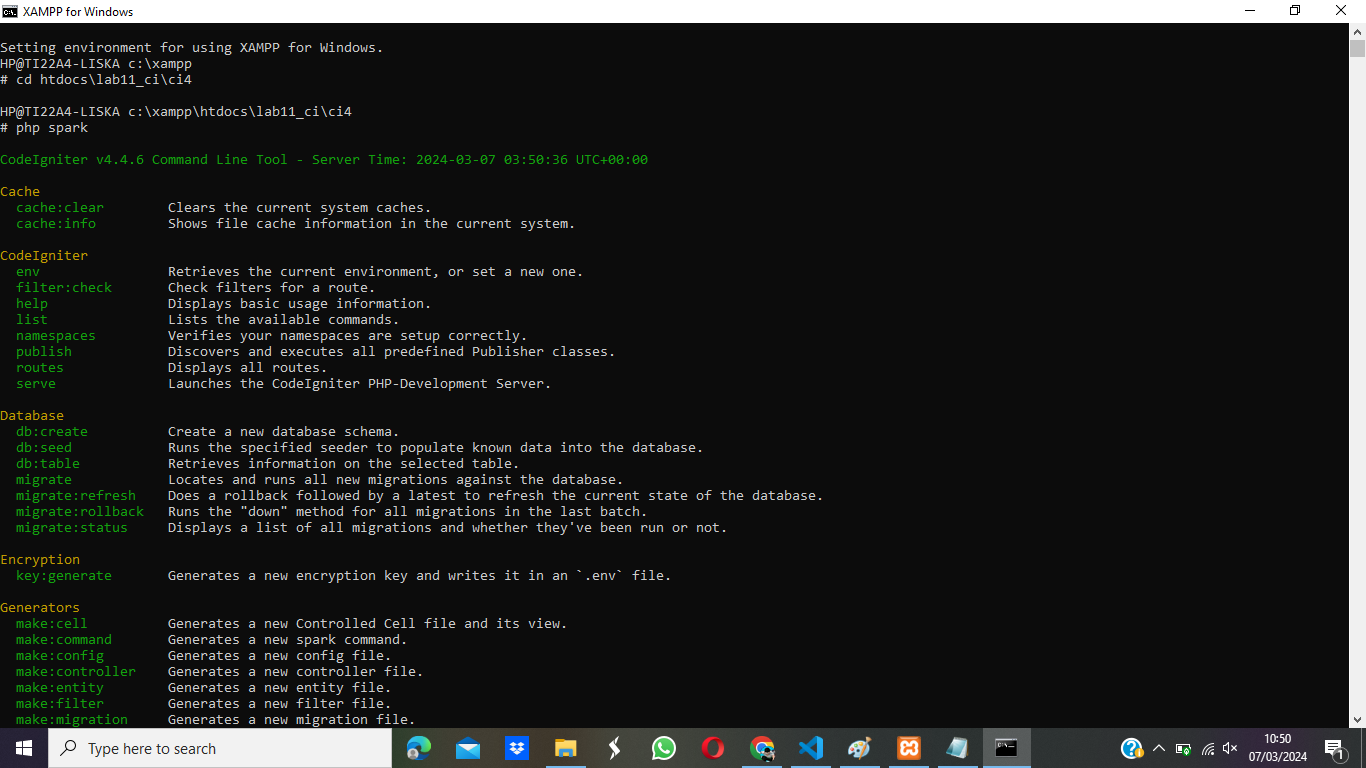 XAMPP for Windows
Setting environment for using XAMPP for Windows.
HP@TI22A4-LISKA c:\xampp
# cd htdocs\lab11_ci\ci4
HP@TI22A4-LISKA c:\xampp\htdocs\lab11_ci\ci4
# php spark
CodeIgniter v4.4.6 Command Line Tool - Server Time: 2024-03-07 03:50:36 UTC+00:00
Cache
cache:clear Clears the current system caches.
cache:info Shows file cache information in the current system.
CodeIgniter
env Retrieves the current environment, or set a new one.
filter:check Check filters for a route.
help Displays basic usage information.
list Lists the available commands.
namespaces Verifies your namespaces are setup correctly.
publish Discovers and executes all predefined Publisher classes.
routes Displays all routes.
serve Launches the CodeIgniter PHP-Development Server.
Database
db:create Create a new database schema.
db:seed Runs the specified seeder to populate known data into the database.
db:table Retrieves information on the selected table.
migrate Locates and runs all new migrations against the database.
migrate:refresh Does a rollback followed by a latest to refresh the current state of the database.
migrate:rollback Runs the "down" method for all migrations in the last batch.
migrate:status Displays a list of all migrations and whether they've been run or not.
Encryption
key:generate Generates a new encryption key and writes it in an `.env` file.
Generators
make:cell Generates a new Controlled Cell file and its view.
make:command Generates a new spark command.
make:config Generates a new config file.
make:controller Generates a new controller file.
make:entity Generates a new entity file.
make:filter Generates a new filter file.
make:migration Generates a new migration file.
Type here to search
10:50
07/03/2024
1